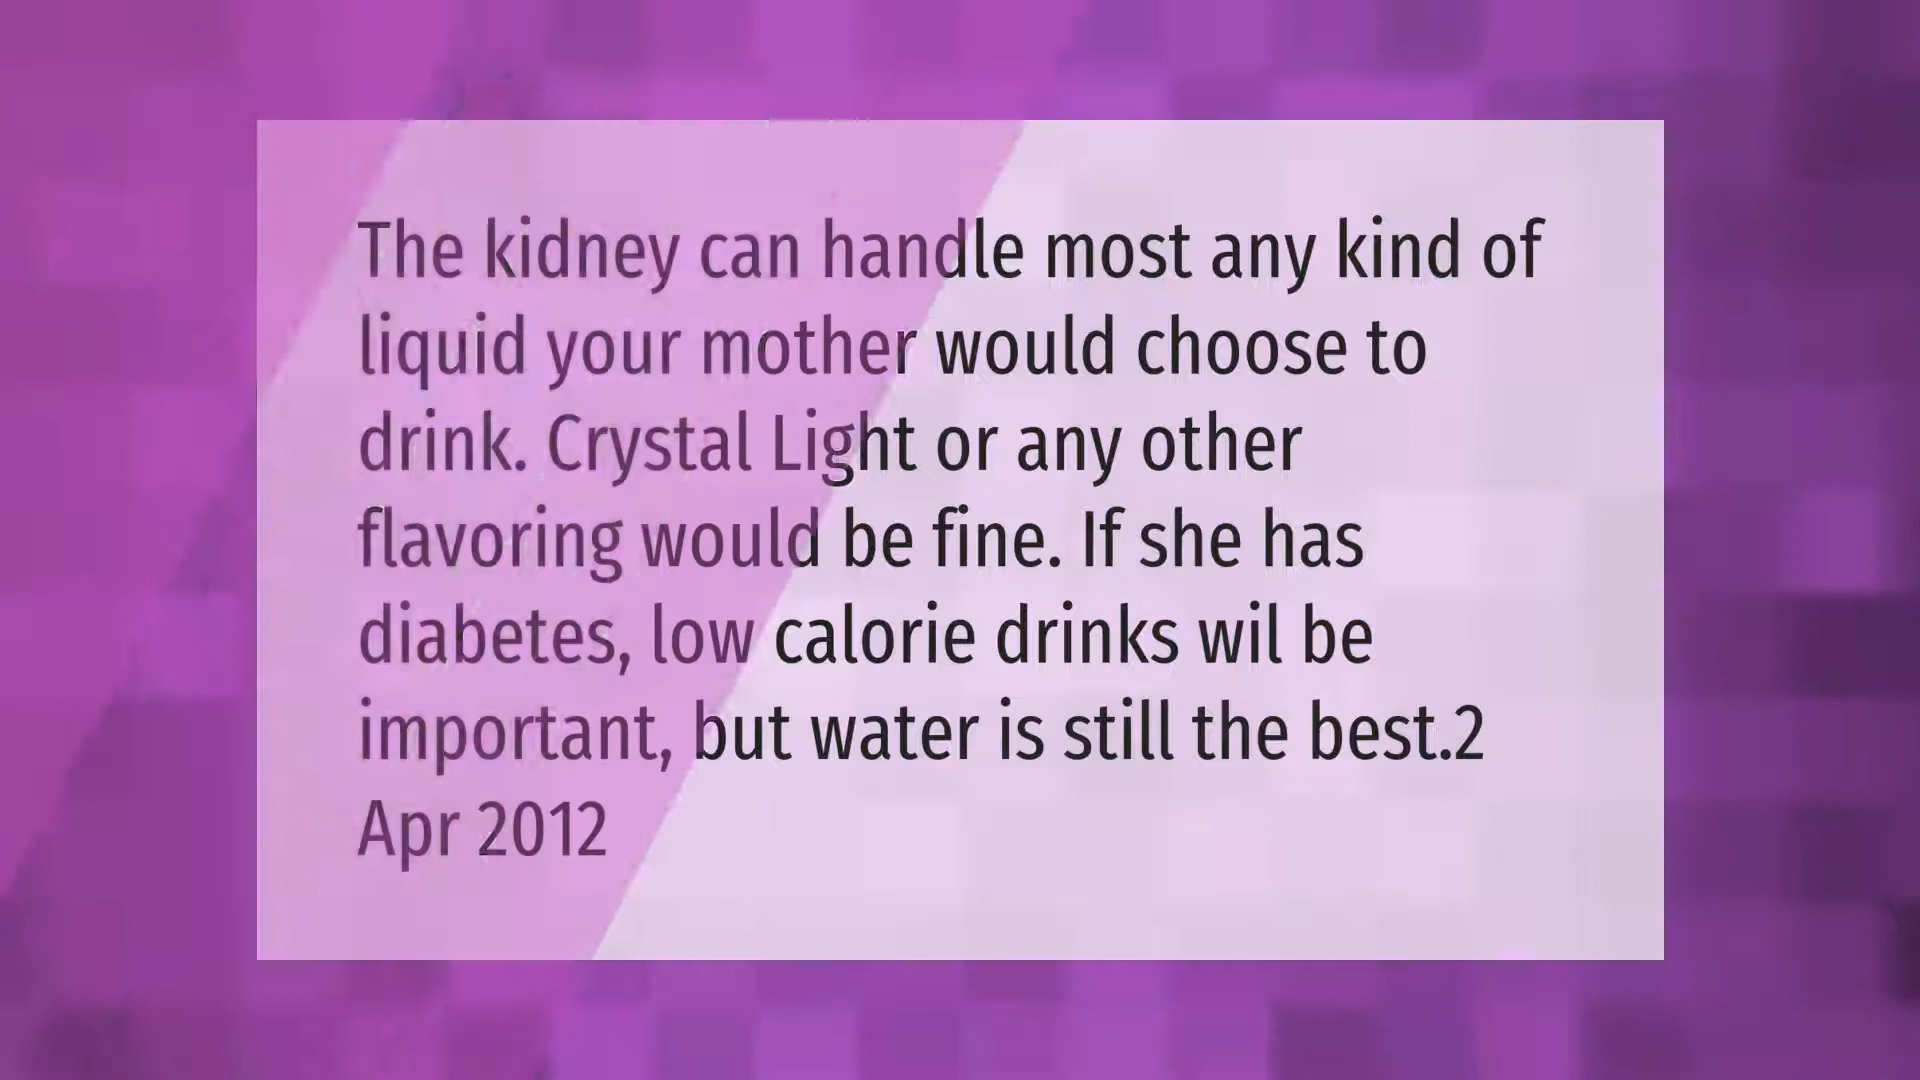 The kidney can handle most any kind of
liquid your mother would choose to
drink. Crystal Light or any other
flavoring would be fine. If she has
diabetes, low calorie drinks wil be
important, but water is still the best.2
Apr 2012